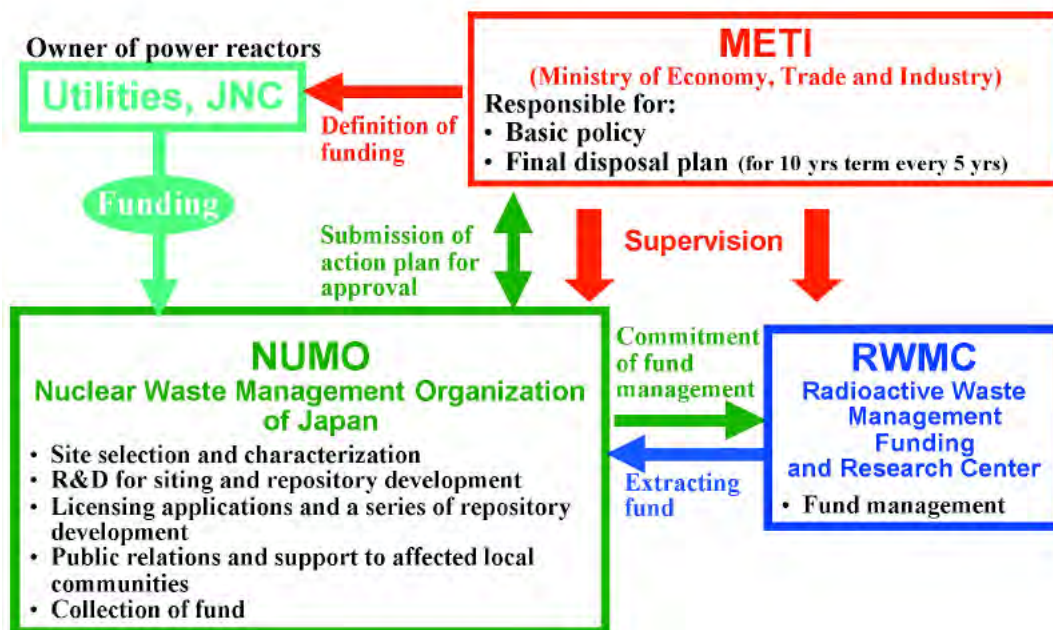 Owner of power reactors
Utilities, JNC
METI
(Ministry of Economy, Trade and Industry)
Responsible for:
• Basic policy
• Final disposal plan (for 10 yrs term every 5 yrs)
Definition of
funding
Funding
Submission of
action plan for
approval
Supervision
NUMO
Nuclear Waste Management Organization
of Japan
• Site selection and characterization
• R&D for siting and repository development
• Licensing applications and a series of repository
development
• Public relations and support to affected local
communities
• Collection of fund
Commitment
of fund
management
Extracting
fund
RWMC
Radioactive Waste
Management
Funding
and Research Center
• Fund management